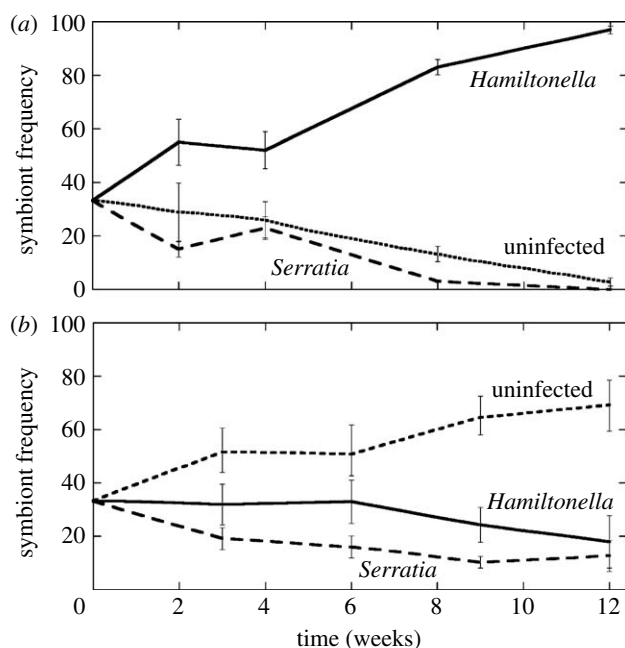 (a)
100
80
60
40
20
0
symbiont frequency
Hamiltonella
uninfected
Serratia
(b)
100
80
60
40
20
symbiont frequency
uninfected
Hamiltonella
Serratia
0 2 4 6 8 10 12
time (weeks)